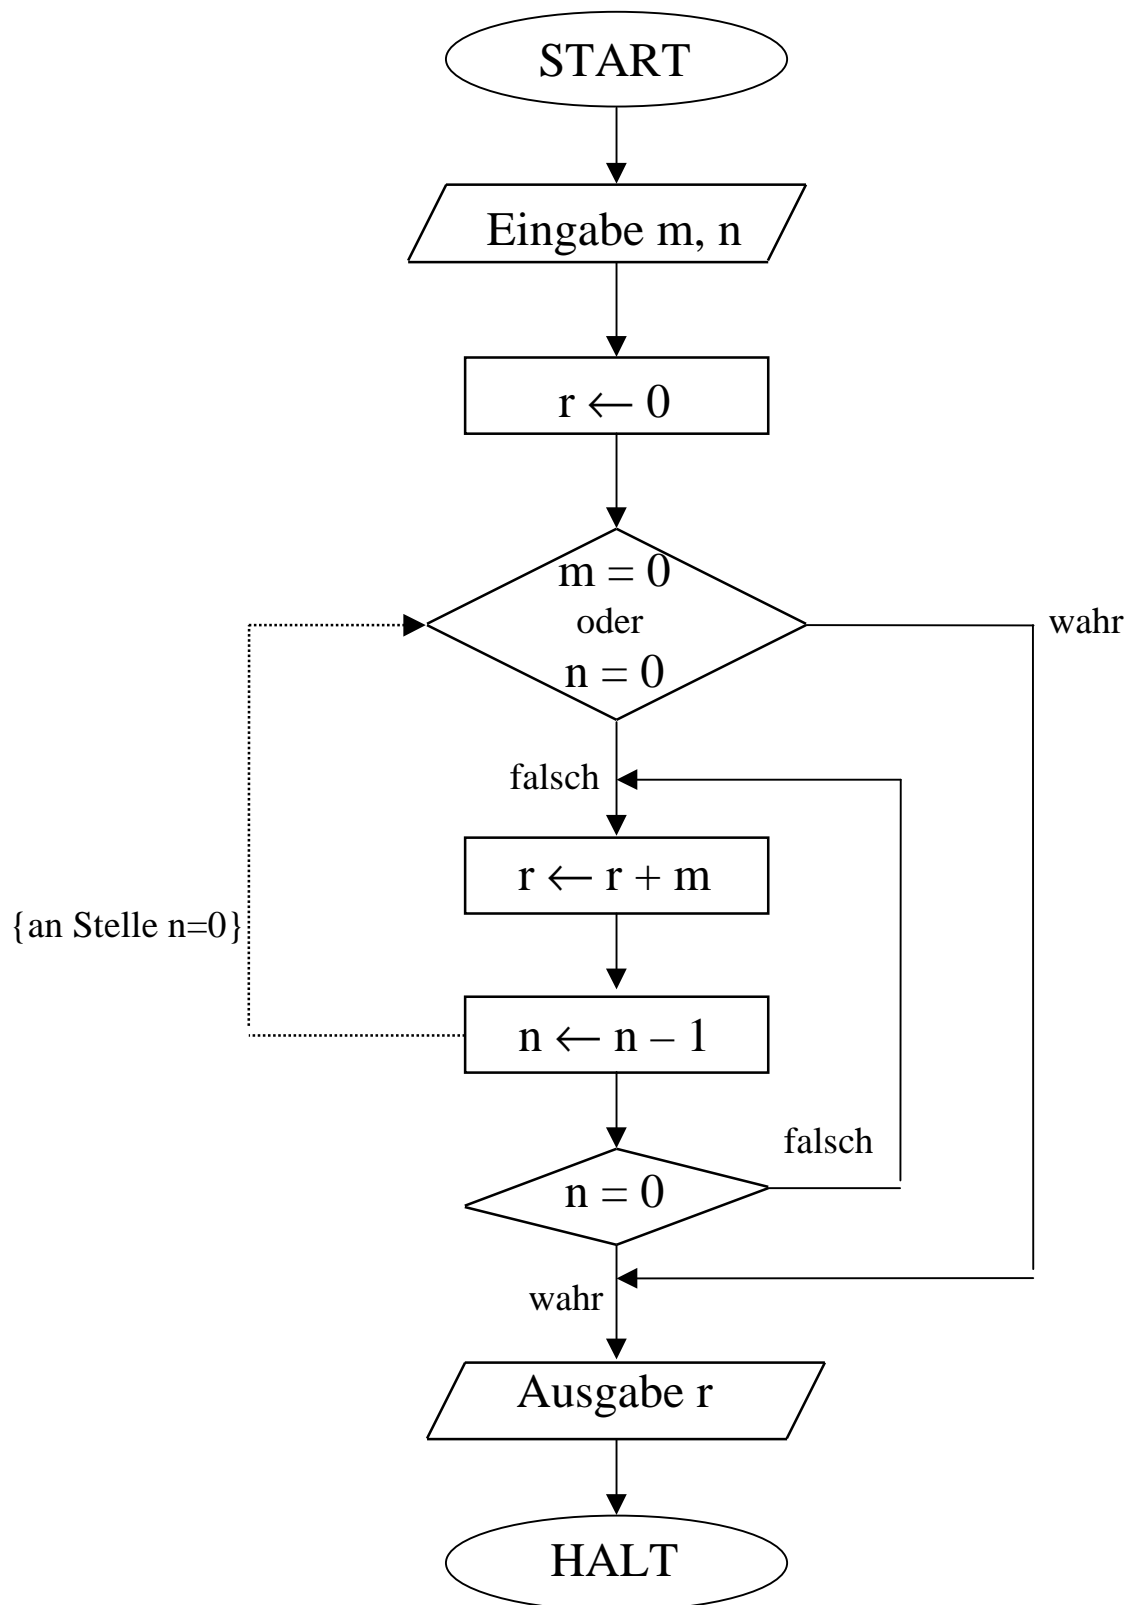 START
Eingabe m, n
r ← 0
m = 0
oder
n = 0
wahr
falsch
r ← r + m
{an Stelle n=0}
n ← n – 1
falsch
n = 0
wahr
Ausgabe r
HALT